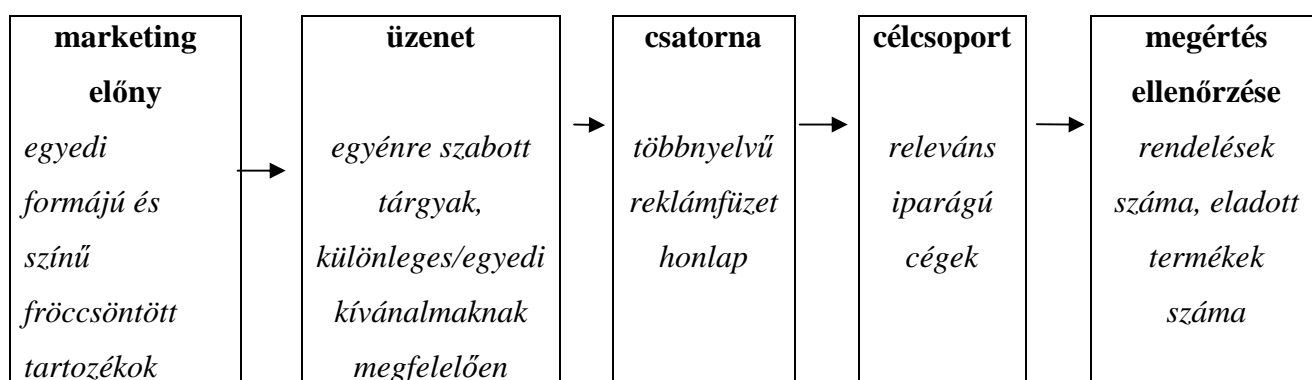 marketing
előny
egyedi
formájú és
színű
fröccsöntött
tartozékok
üzenet
egyénre szabott
tárgyak,
különleges/egyedi
kívánalmaknak
megfelelően
csatorna
többnyelvű
reklámfüzet
honlap
célcsoport
releváns
iparágú
cégek
megértés
ellenőrzése
rendelések
száma, eladott
termékek
száma